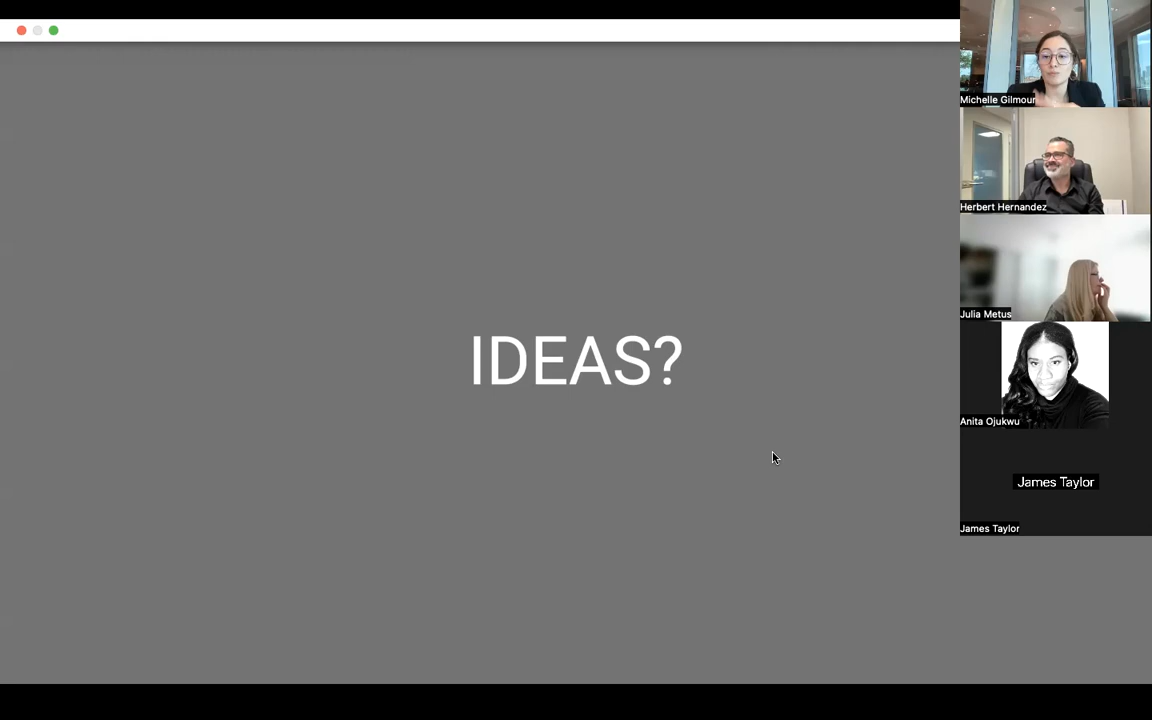 IDEAS?
Michelle Gilmour
Herbert Hernandez
Julia Metus
Anita Ojukwu
James Taylor
James Taylor